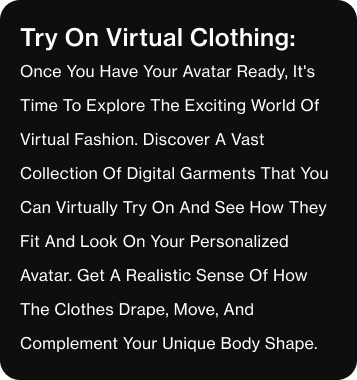 Try On Virtual Clothing:
Once You Have Your Avatar Ready, It's
Time To Explore The Exciting World Of
Virtual Fashion. Discover A Vast
Collection Of Digital Garments That You
Can Virtually Try On And See How They
Fit And Look On Your Personalized
Avatar. Get A Realistic Sense Of How
The Clothes Drape, Move, And
Complement Your Unique Body Shape.